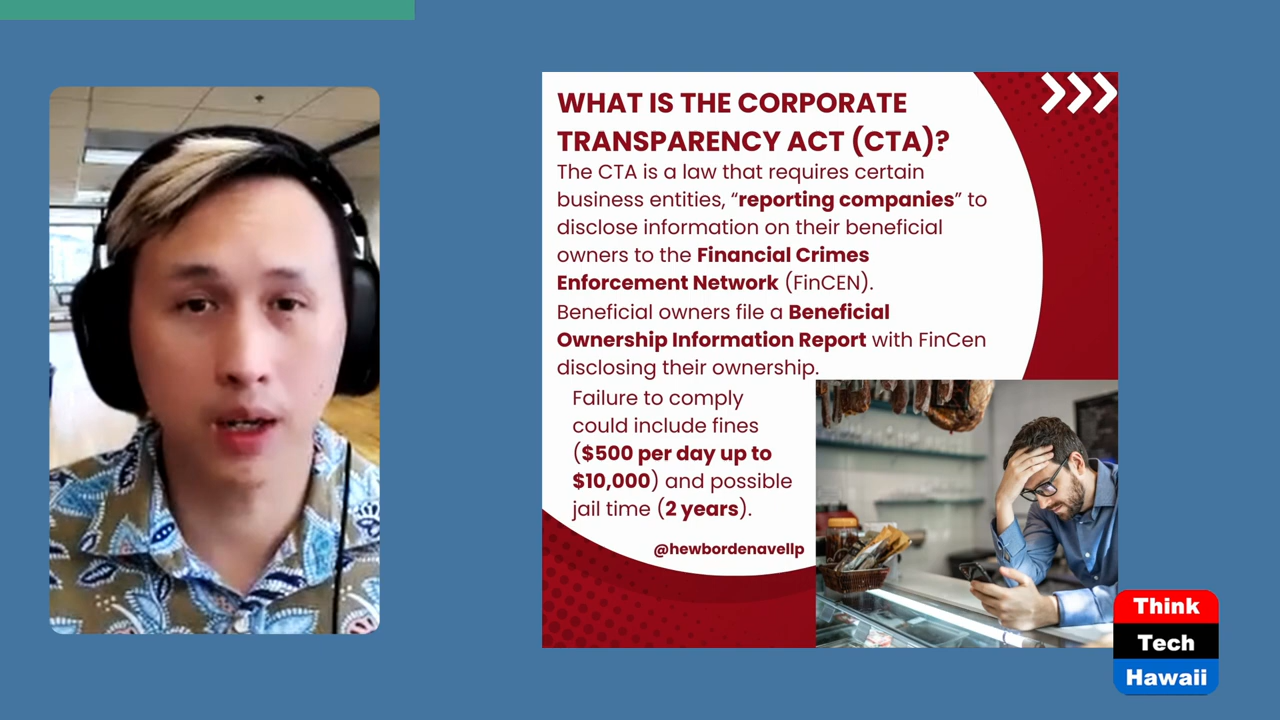 WHAT IS THE CORPORATE
TRANSPARENCY ACT (CTA)?
The CTA is a law that requires certain
business entities, “reporting companies” to
disclose information on their beneficial
owners to the Financial Crimes
Enforcement Network (FinCEN).
Beneficial owners file a Beneficial
Ownership Information Report with FinCen
disclosing their ownership.
Failure to comply
could include fines
($500 per day up to
$10,000) and possible
jail time (2 years).
@hewbordenavellp
Think
Tech
Hawaii